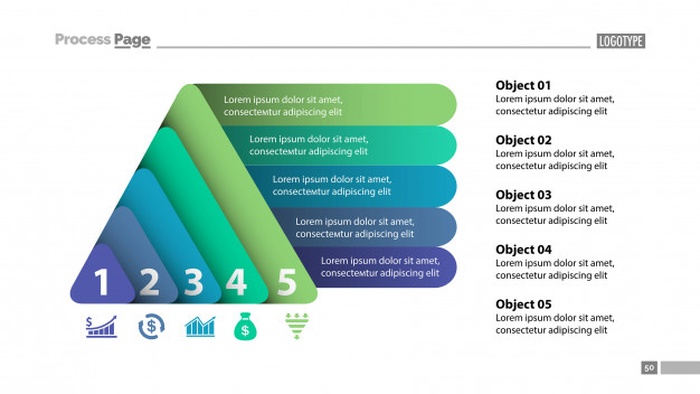 Process Page
LOGOTYPE
Lorem ipsum dolor sit amet,
consectemtur adipiscing elit
Lorem ipsum dolor sit amet,
consectemtur adipiscing elit
Lorem ipsum dolor sit amet,
consectemtur adipiscing elit
Lorem ipsum dolor sit amet,
consectemtur adipiscing elit
Lorem ipsum dolor sit amet,
consectemtur adipiscing elit
1 2 3 4 5
$ $ $
Object 01
Lorem ipsum dolor sit amet,
consectetur adipiscing elit
Object 02
Lorem ipsum dolor sit amet,
consectetur adipiscing elit
Object 03
Lorem ipsum dolor sit amet,
consectetur adipiscing elit
Object 04
Lorem ipsum dolor sit amet,
consectetur adipiscing elit
Object 05
Lorem ipsum dolor sit amet,
consectetur adipiscing elit
50